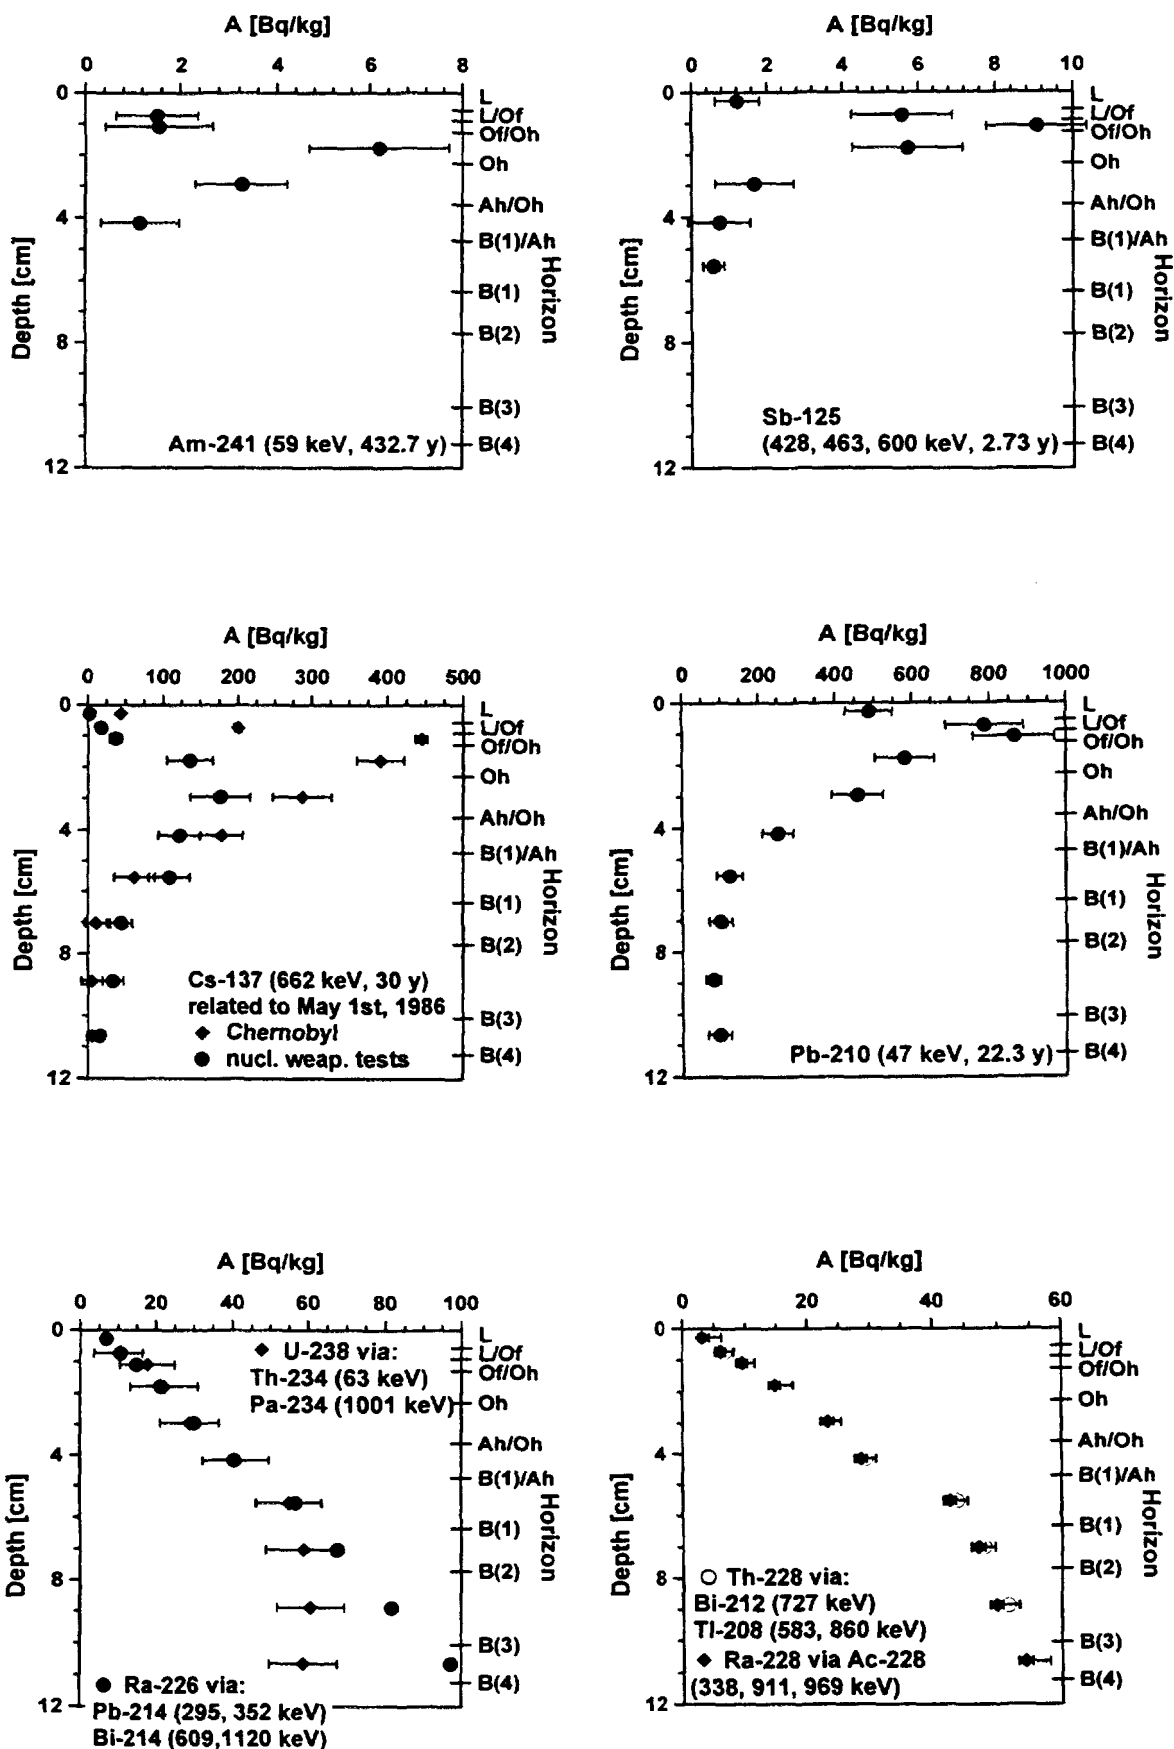 A [Bq/kg]
0 2 4 6 8
0
4
8
12
Depth [cm]
L
L/Of
Of/Oh
Oh
Ah/Oh
B(1)/Ah
B(1)
B(2)
B(3)
B(4)
Horizon
Am-241 (59 keV, 432.7 y)
A [Bq/kg]
0 2 4 6 8 10
0
4
8
12
Depth [cm]
L
L/Of
Of/Oh
Oh
Ah/Oh
B(1)/Ah
B(1)
B(2)
B(3)
B(4)
Horizon
Sb-125
(428, 463, 600 keV, 2.73 y)
A [Bq/kg]
0 100 200 300 400 500
0
4
8
12
Depth [cm]
L
L/Of
Of/Oh
Oh
Ah/Oh
B(1)/Ah
B(1)
B(2)
B(3)
B(4)
Horizon
Cs-137 (662 keV, 30 y)
related to May 1st, 1986
Chernobyl
nucl. weap. tests
A [Bq/kg]
0 200 400 600 800 1000
0
4
8
12
Depth [cm]
L
L/Of
Of/Oh
Oh
Ah/Oh
B(1)/Ah
B(1)
B(2)
B(3)
B(4)
Horizon
Pb-210 (47 keV, 22.3 y)
A [Bq/kg]
0 20 40 60 80 100
0
4
8
12
Depth [cm]
L
L/Of
Of/Oh
Oh
Ah/Oh
B(1)/Ah
B(1)
B(2)
B(3)
B(4)
Horizon
U-238 via:
Th-234 (63 keV)
Pa-234 (1001 keV)
Ra-226 via:
Pb-214 (295, 352 keV)
Bi-214 (609,1120 keV)
A [Bq/kg]
0 20 40 60
0
4
8
12
Depth [cm]
L
L/Of
Of/Oh
Oh
Ah/Oh
B(1)/Ah
B(1)
B(2)
B(3)
B(4)
Horizon
Th-228 via:
Bi-212 (727 keV)
Tl-208 (583, 860 keV)
Ra-228 via Ac-228
(338, 911, 969 keV)